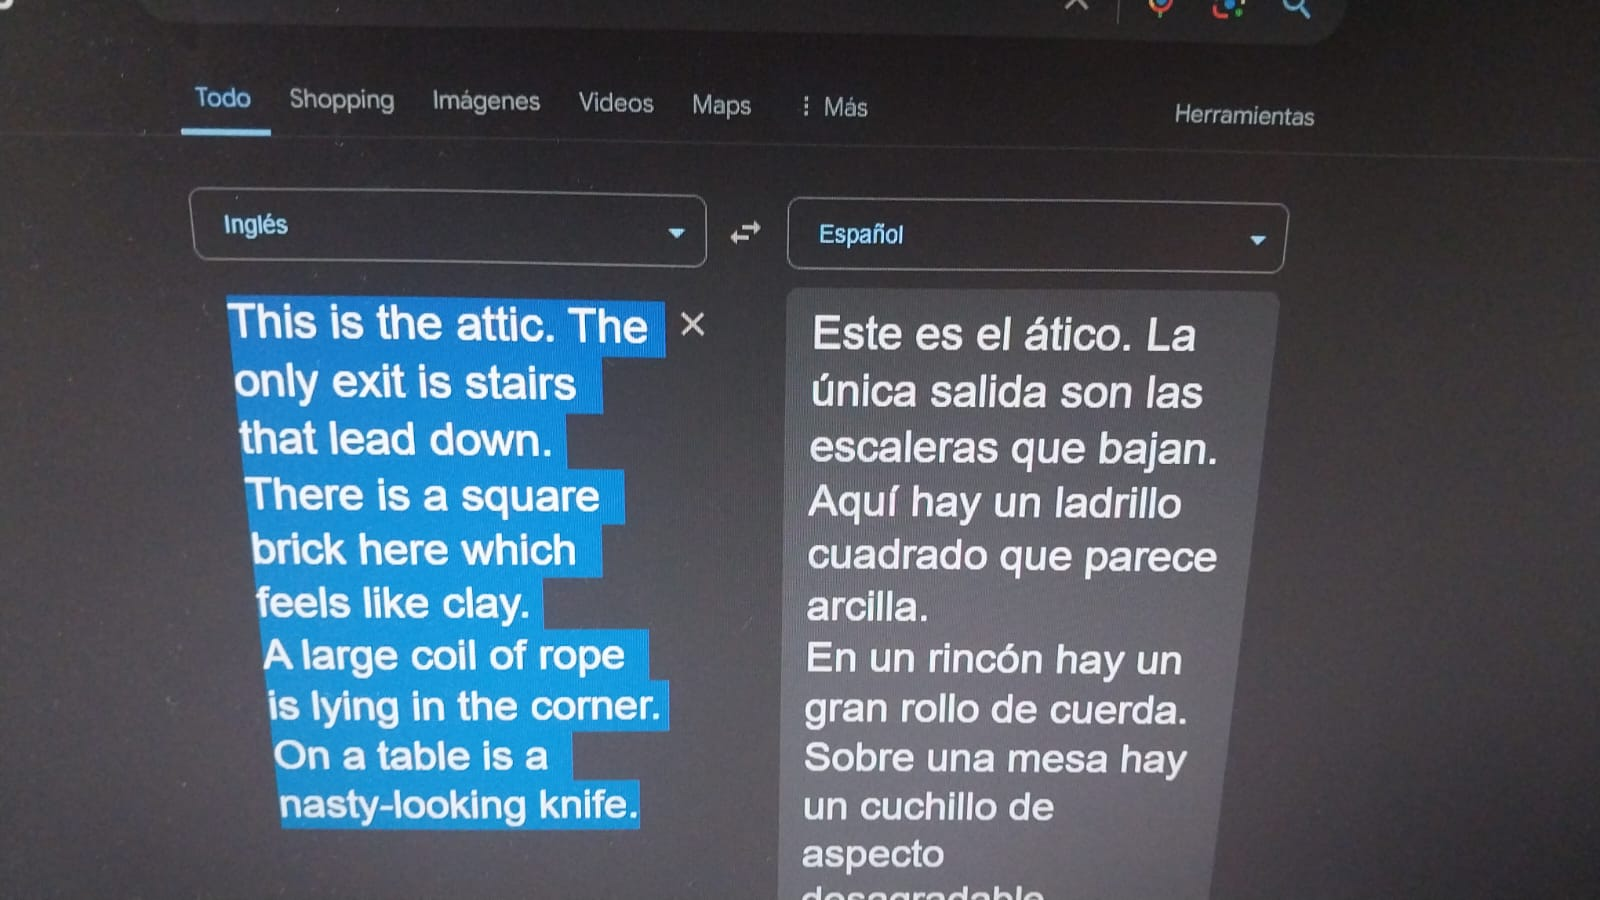 Todo Shopping Imágenes Videos Maps Más Herramientas
Inglés
Español
This is the attic. The
only exit is stairs
that lead down.
There is a square
brick here which
feels like clay.
A large coil of rope
is lying in the corner.
On a table is a
nasty-looking knife.
Este es el ático. La
única salida son las
escaleras que bajan.
Aquí hay un ladrillo
cuadrado que parece
arcilla.
En un rincón hay un
gran rollo de cuerda.
Sobre una mesa hay
un cuchillo de
aspecto
desagradable